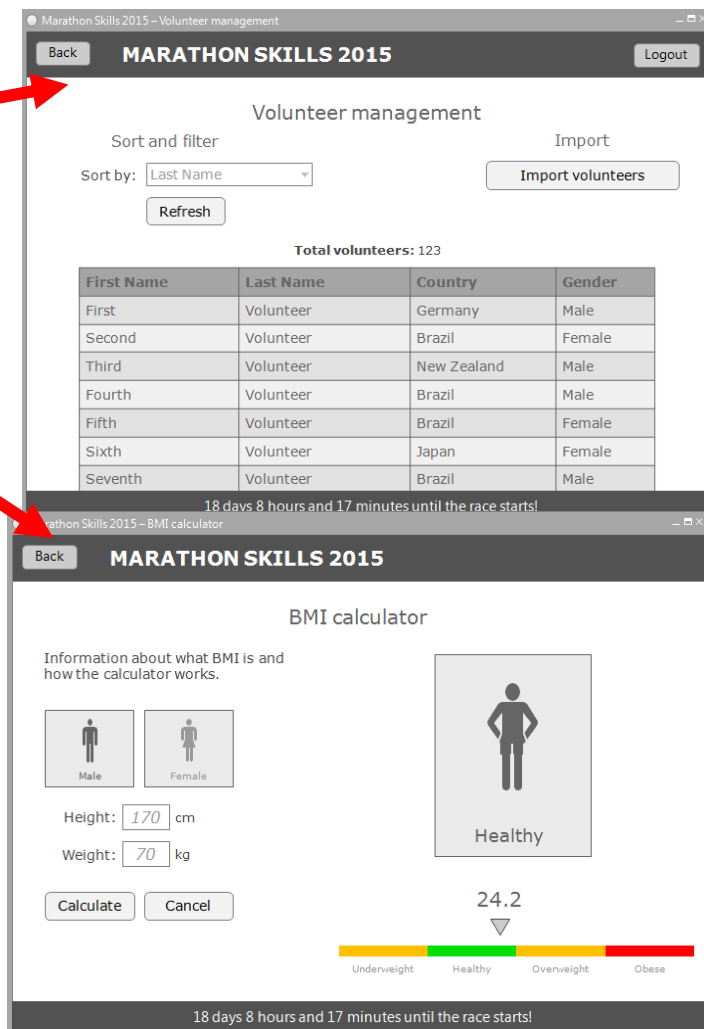 Marathon Skills 2015 – Volunteer management
Back MARATHON SKILLS 2015 Logout
Volunteer management
Sort and filter Import
Sort by: Last Name Import volunteers
Refresh
Total volunteers: 123
First Name Last Name Country Gender
First Volunteer Germany Male
Second Volunteer Brazil Female
Third Volunteer New Zealand Male
Fourth Volunteer Brazil Male
Fifth Volunteer Brazil Female
Sixth Volunteer Japan Female
Seventh Volunteer Brazil Male
18 days 8 hours and 17 minutes until the race starts!
arathon Skills 2015 – BMI calculator
Back MARATHON SKILLS 2015
BMI calculator
Information about what BMI is and
how the calculator works.
Male Female
Height: 170 cm
Weight: 70 kg
Healthy
Calculate Cancel
24.2
Underweight Healthy Overweight Obese
18 days 8 hours and 17 minutes until the race starts!